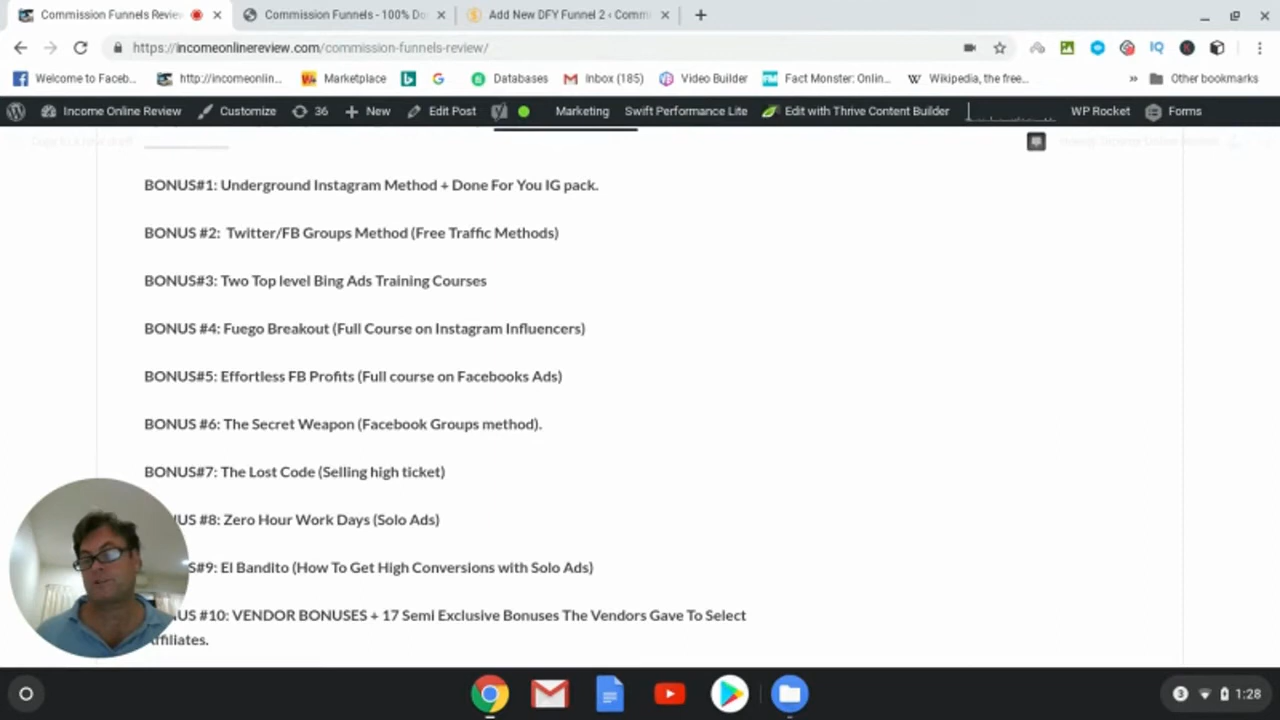 Commission Funnels Revie
Commission Funnels - 100% Do
Add New DFY Funnel 2 ‹ Comm
https://incomeonlinereview.com/commission-funnels-review/
IQ
Welcome to Faceb...
http://incomeonlin...
Marketplace
Databases
Inbox (185)
Video Builder
Fact Monster: Onlin...
Wikipedia, the free...
»
Other bookmarks
Income Online Review
Customize
36
New
Edit Post
Marketing
Swift Performance Lite
Edit with Thrive Content Builder
WP Rocket
Forms
Copy to a new draft
BONUS#1: Underground Instagram Method + Done For You IG pack.
BONUS #2: Twitter/FB Groups Method (Free Traffic Methods)
BONUS#3: Two Top level Bing Ads Training Courses
BONUS #4: Fuego Breakout (Full Course on Instagram Influencers)
BONUS#5: Effortless FB Profits (Full course on Facebooks Ads)
BONUS #6: The Secret Weapon (Facebook Groups method).
BONUS#7: The Lost Code (Selling high ticket)
US #8: Zero Hour Work Days (Solo Ads)
S#9: El Bandito (How To Get High Conversions with Solo Ads)
US #10: VENDOR BONUSES + 17 Semi Exclusive Bonuses The Vendors Gave To Select
ffiliates.
3
1:28